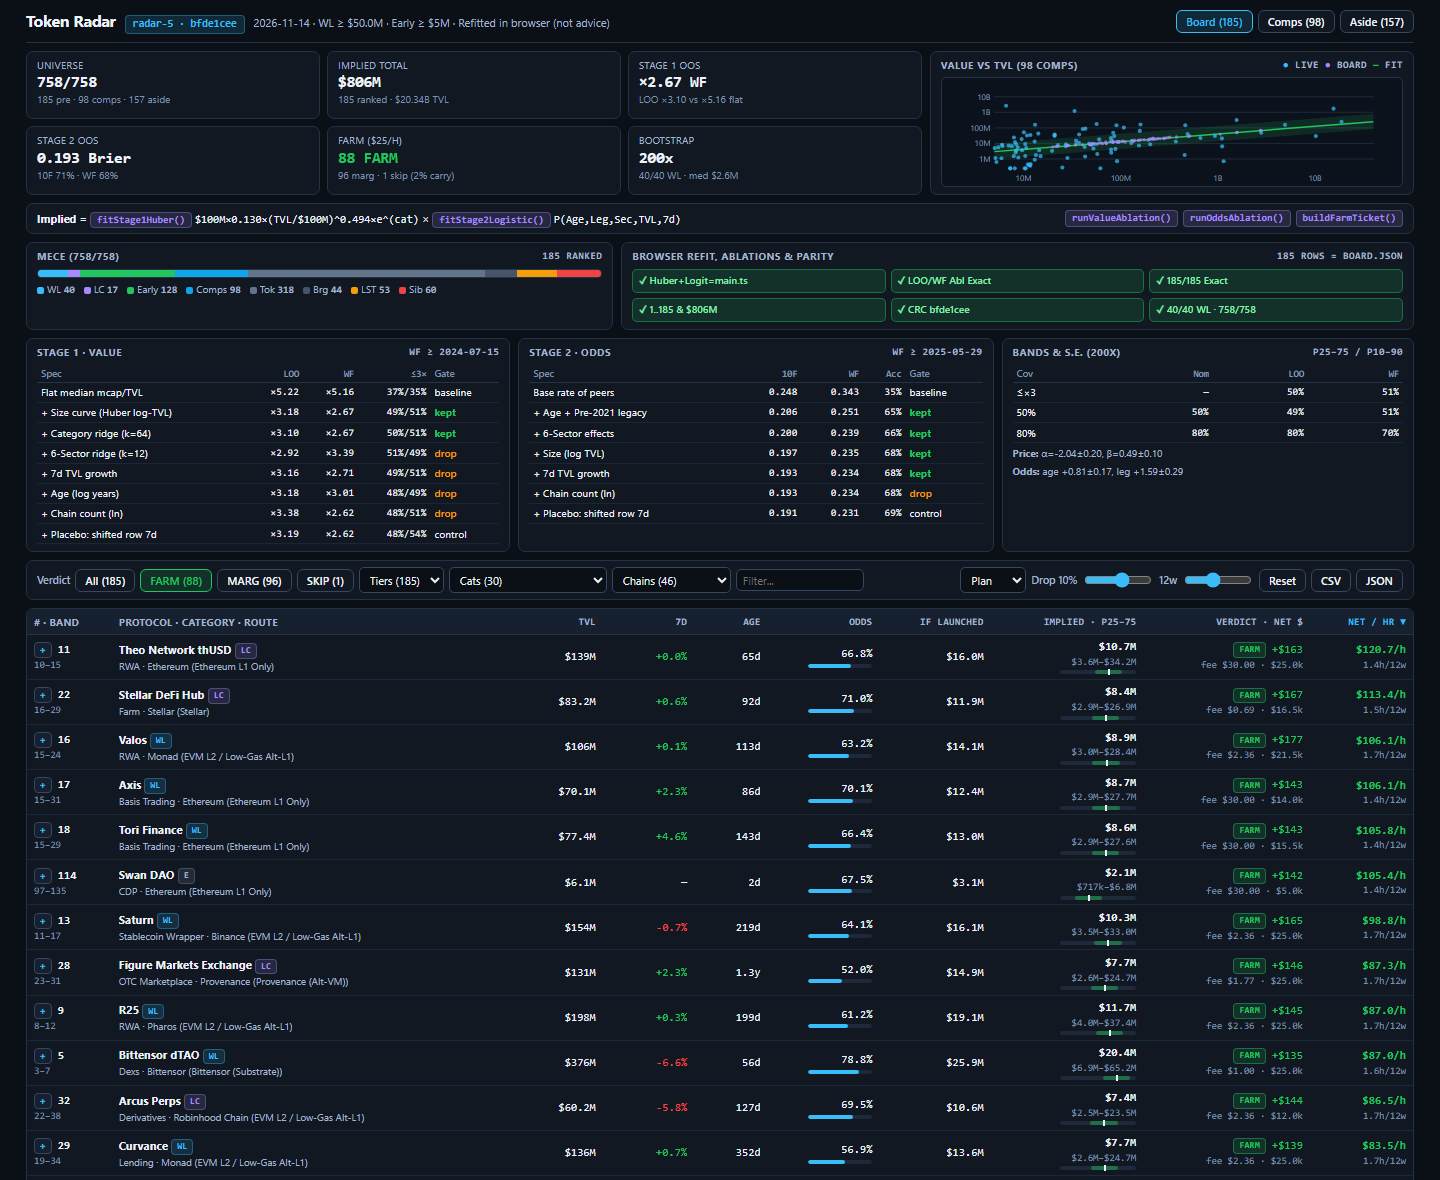 Token Radar radar-5 · bfde1cee 2026-11-14 · WL ≥ $50.0M · Early ≥ $5M · Refitted in browser (not advice) Board (185) Comps (98) Aside (157)
UNIVERSE
758/758
185 pre · 98 comps · 157 aside
IMPLIED TOTAL
$806M
185 ranked · $20.34B TVL
STAGE 1 OOS
×2.67 WF
LOO ×3.10 vs ×5.16 flat
VALUE VS TVL (98 COMPS) LIVE BOARD FIT
10B
1B
100M
10M
1M
10M 100M 1B 10B
STAGE 2 OOS
0.193 Brier
10F 71% · WF 68%
FARM ($25/H)
88 FARM
96 marg · 1 skip (2% carry)
BOOTSTRAP
200x
40/40 WL · med $2.6M
Implied = fitStage1Huber() $100M×0.130×(TVL/$100M)^0.494×e^(cat) × fitStage2Logistic() P(Age,Leg,Sec,TVL,7d) runValueAblation() runOddsAblation() buildFarmTicket()
MECE (758/758) 185 RANKED
WL 40 LC 17 Early 128 Comps 98 Tok 318 Brg 44 LST 53 Sib 60
BROWSER REFIT, ABLATIONS & PARITY 185 ROWS = BOARD.JSON
✓ Huber+Logit=main.ts ✓ LOO/WF Abl Exact ✓ 185/185 Exact
✓ 1..185 & $806M ✓ CRC bfde1cee ✓ 40/40 WL · 758/758
STAGE 1 · VALUE WF ≥ 2024-07-15
Spec LOO WF ≤3× Gate
Flat median mcap/TVL ×5.22 ×5.16 37%/35% baseline
+ Size curve (Huber log-TVL) ×3.18 ×2.67 49%/51% kept
+ Category ridge (k=64) ×3.10 ×2.67 50%/51% kept
+ 6-Sector ridge (k=12) ×2.92 ×3.39 51%/49% drop
+ 7d TVL growth ×3.16 ×2.71 49%/51% drop
+ Age (log years) ×3.18 ×3.01 48%/49% drop
+ Chain count (ln) ×3.38 ×2.62 48%/51% drop
+ Placebo: shifted row 7d ×3.19 ×2.62 48%/54% control
STAGE 2 · ODDS WF ≥ 2025-05-29
Spec 10F WF Acc Gate
Base rate of peers 0.248 0.343 35% baseline
+ Age + Pre-2021 legacy 0.206 0.251 65% kept
+ 6-Sector effects 0.200 0.239 66% kept
+ Size (log TVL) 0.197 0.235 68% kept
+ 7d TVL growth 0.193 0.234 68% kept
+ Chain count (ln) 0.193 0.234 68% drop
+ Placebo: shifted row 7d 0.191 0.231 69% control
BANDS & S.E. (200X) P25-75 / P10-90
Cov Nom LOO WF
≤×3 — 50% 51%
50% 50% 49% 51%
80% 80% 80% 70%
Price: α=-2.04±0.20, β=0.49±0.10
Odds: age +0.81±0.17, leg +1.59±0.29
Verdict All (185) FARM (88) MARG (96) SKIP (1) Tiers (185) Cats (30) Chains (46) Filter... Plan Drop 10% 12w Reset CSV JSON
# · BAND PROTOCOL · CATEGORY · ROUTE TVL 7D AGE ODDS IF LAUNCHED IMPLIED · P25-75 VERDICT · NET $ NET / HR ▼
+ 11 Theo Network thUSD LC $139M +0.0% 65d 66.8% $16.0M $10.7M FARM +$163 $120.7/h
10–15 RWA · Ethereum (Ethereum L1 Only) $3.6M–$34.2M fee $30.00 · $25.0k 1.4h/12w
+ 22 Stellar DeFi Hub LC $83.2M +0.6% 92d 71.0% $11.9M $8.4M FARM +$167 $113.4/h
16–29 Farm · Stellar (Stellar) $2.9M–$26.9M fee $0.69 · $16.5k 1.5h/12w
+ 16 Valos WL $106M +0.1% 113d 63.2% $14.1M $8.9M FARM +$177 $106.1/h
15–24 RWA · Monad (EVM L2 / Low-Gas Alt-L1) $3.0M–$28.4M fee $2.36 · $21.5k 1.7h/12w
+ 17 Axis WL $70.1M +2.3% 86d 70.1% $12.4M $8.7M FARM +$143 $106.1/h
15–31 Basis Trading · Ethereum (Ethereum L1 Only) $2.9M–$27.7M fee $30.00 · $14.0k 1.4h/12w
+ 18 Tori Finance WL $77.4M +4.6% 143d 66.4% $13.0M $8.6M FARM +$143 $105.8/h
15–29 Basis Trading · Ethereum (Ethereum L1 Only) $2.9M–$27.6M fee $30.00 · $15.5k 1.4h/12w
+ 114 Swan DAO E $6.1M — 2d 67.5% $3.1M $2.1M FARM +$142 $105.4/h
97–135 CDP · Ethereum (Ethereum L1 Only) $717k–$6.8M fee $30.00 · $5.0k 1.4h/12w
+ 13 Saturn WL $154M -0.7% 219d 64.1% $16.1M $10.3M FARM +$165 $98.8/h
11–17 Stablecoin Wrapper · Binance (EVM L2 / Low-Gas Alt-L1) $3.5M–$33.0M fee $2.36 · $25.0k 1.7h/12w
+ 28 Figure Markets Exchange LC $131M +2.3% 1.3y 52.0% $14.9M $7.7M FARM +$146 $87.3/h
23–31 OTC Marketplace · Provenance (Provenance (Alt-VM)) $2.6M–$24.7M fee $1.77 · $25.0k 1.7h/12w
+ 9 R25 WL $198M +0.3% 199d 61.2% $19.1M $11.7M FARM +$145 $87.0/h
8–12 RWA · Pharos (EVM L2 / Low-Gas Alt-L1) $4.0M–$37.4M fee $2.36 · $25.0k 1.7h/12w
+ 5 Bittensor dTAO WL $376M -6.6% 56d 78.8% $25.9M $20.4M FARM +$135 $87.0/h
3–7 Dexs · Bittensor (Bittensor (Substrate)) $6.9M–$65.2M fee $1.00 · $25.0k 1.6h/12w
+ 32 Arcus Perps LC $60.2M -5.8% 127d 69.5% $10.6M $7.4M FARM +$144 $86.5/h
22–38 Derivatives · Robinhood Chain (EVM L2 / Low-Gas Alt-L1) $2.5M–$23.5M fee $2.36 · $12.0k 1.7h/12w
+ 29 Curvance WL $136M +0.7% 352d 56.9% $13.6M $7.7M FARM +$139 $83.5/h
19–34 Lending · Monad (EVM L2 / Low-Gas Alt-L1) $2.6M–$24.7M fee $2.36 · $25.0k 1.7h/12w